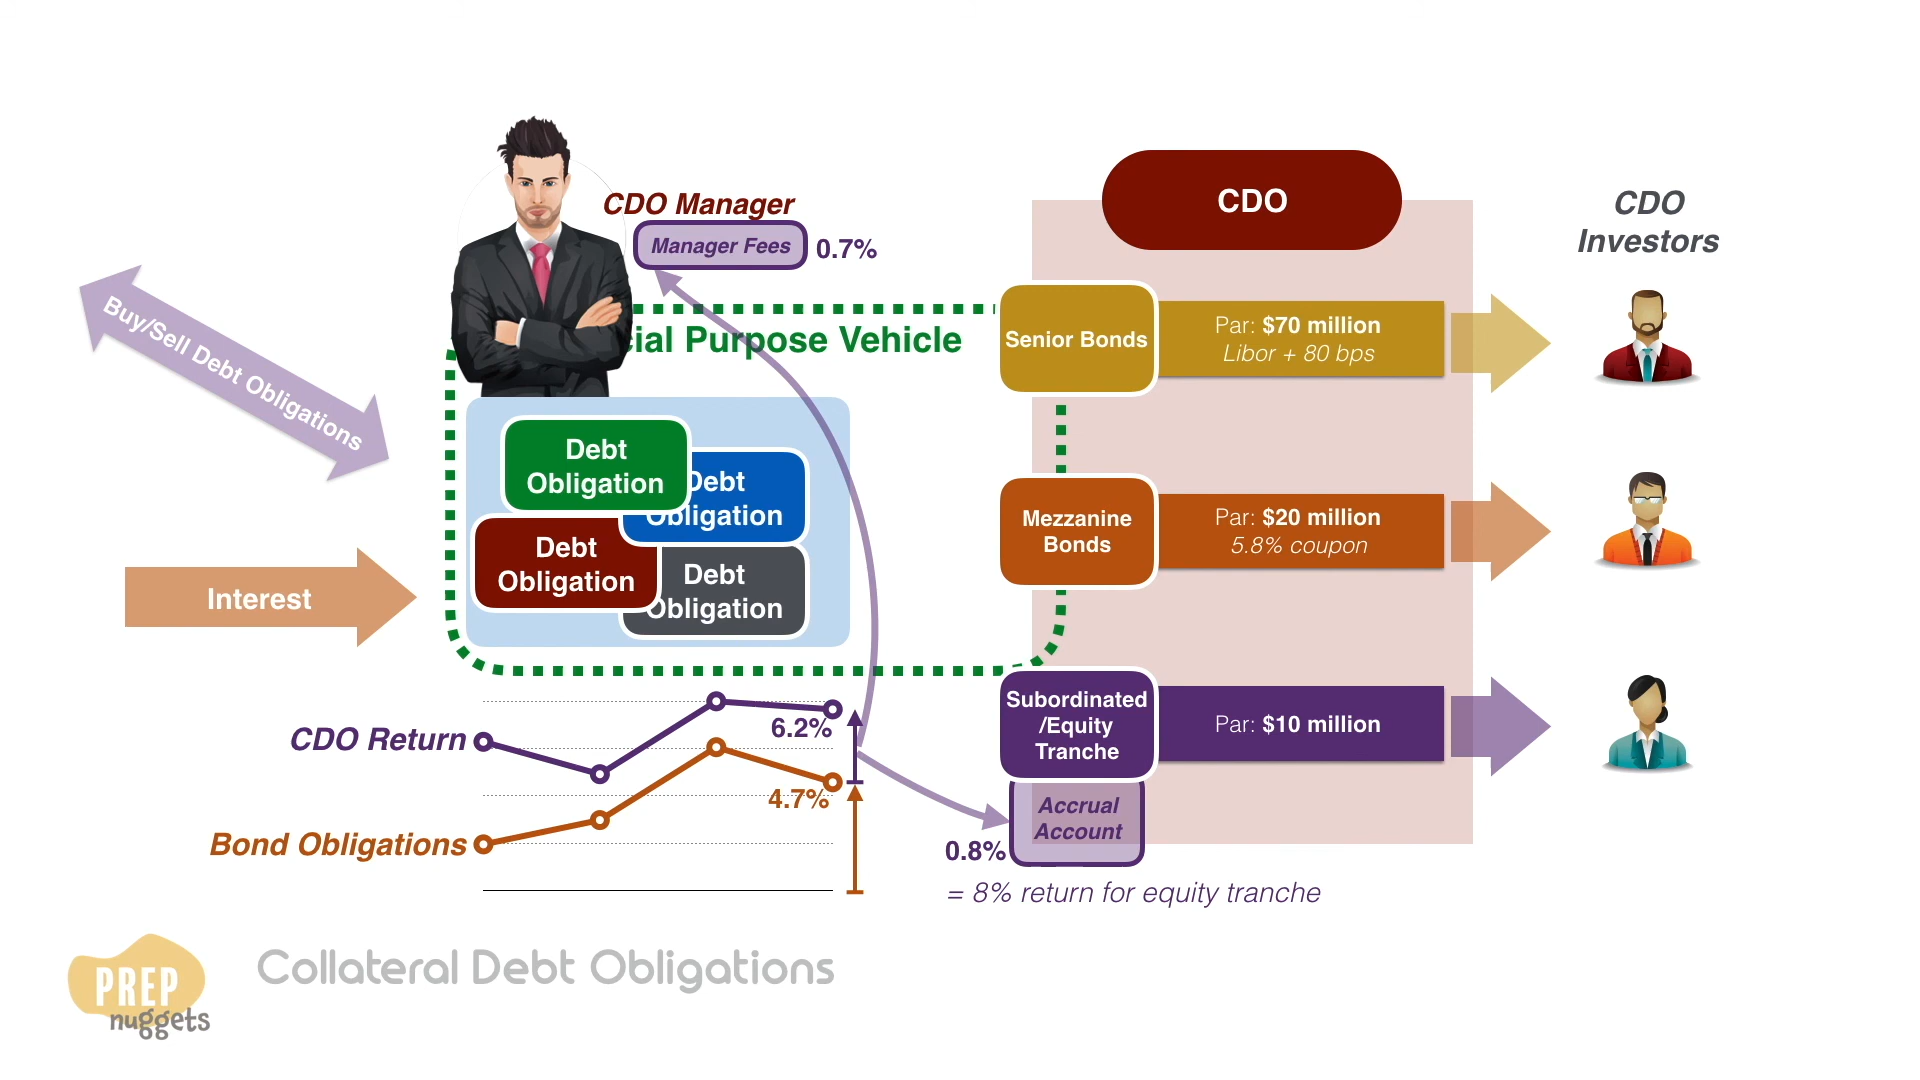 CDO Manager
Manager Fees
0.7%
CDO
CDO
Investors
Buy/Sell Debt Obligations
Purpose Vehicle
Senior Bonds
Par: $70 million
Libor + 80 bps
Debt
Obligation
Debt
Obligation
Debt
Obligation
Debt
Obligation
Mezzanine
Bonds
Par: $20 million
5.8% coupon
Interest
Subordinated
/Equity
Tranche
Par: $10 million
CDO Return
6.2%
4.7%
Bond Obligations
Accrual
Account
0.8%
= 8% return for equity tranche
PREP
nuggets
Collateral Debt Obligations